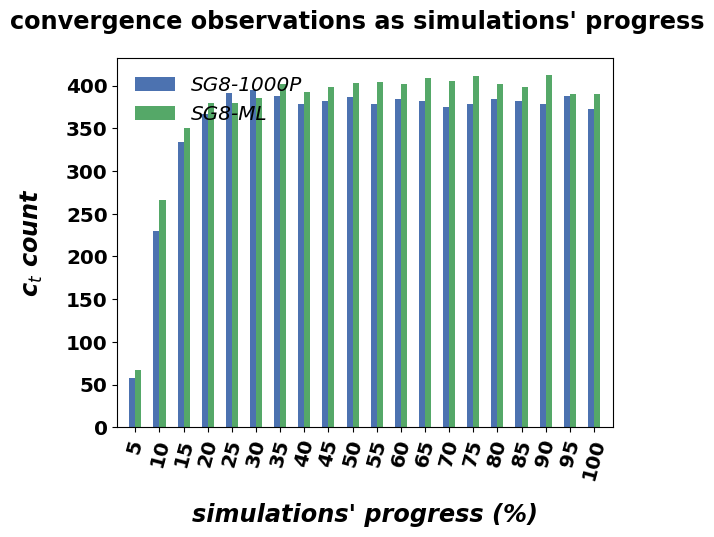 convergence observations as simulations' progress
SG8-1000P
SG8-ML
400
350
300
250
200
150
100
50
0
c_t count
5 10 15 20 25 30 35 40 45 50 55 60 65 70 75 80 85 90 95 100
simulations' progress (%)